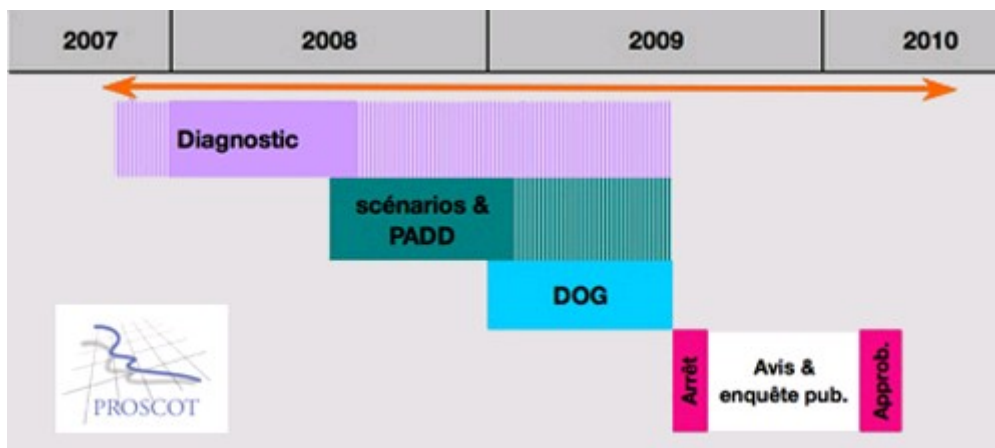 2007
2008
2009
2010
Diagnostic
scénarios &
PADD
DOG
Arrêt
Avis &
enquête pub.
Approb.
PROSCOT